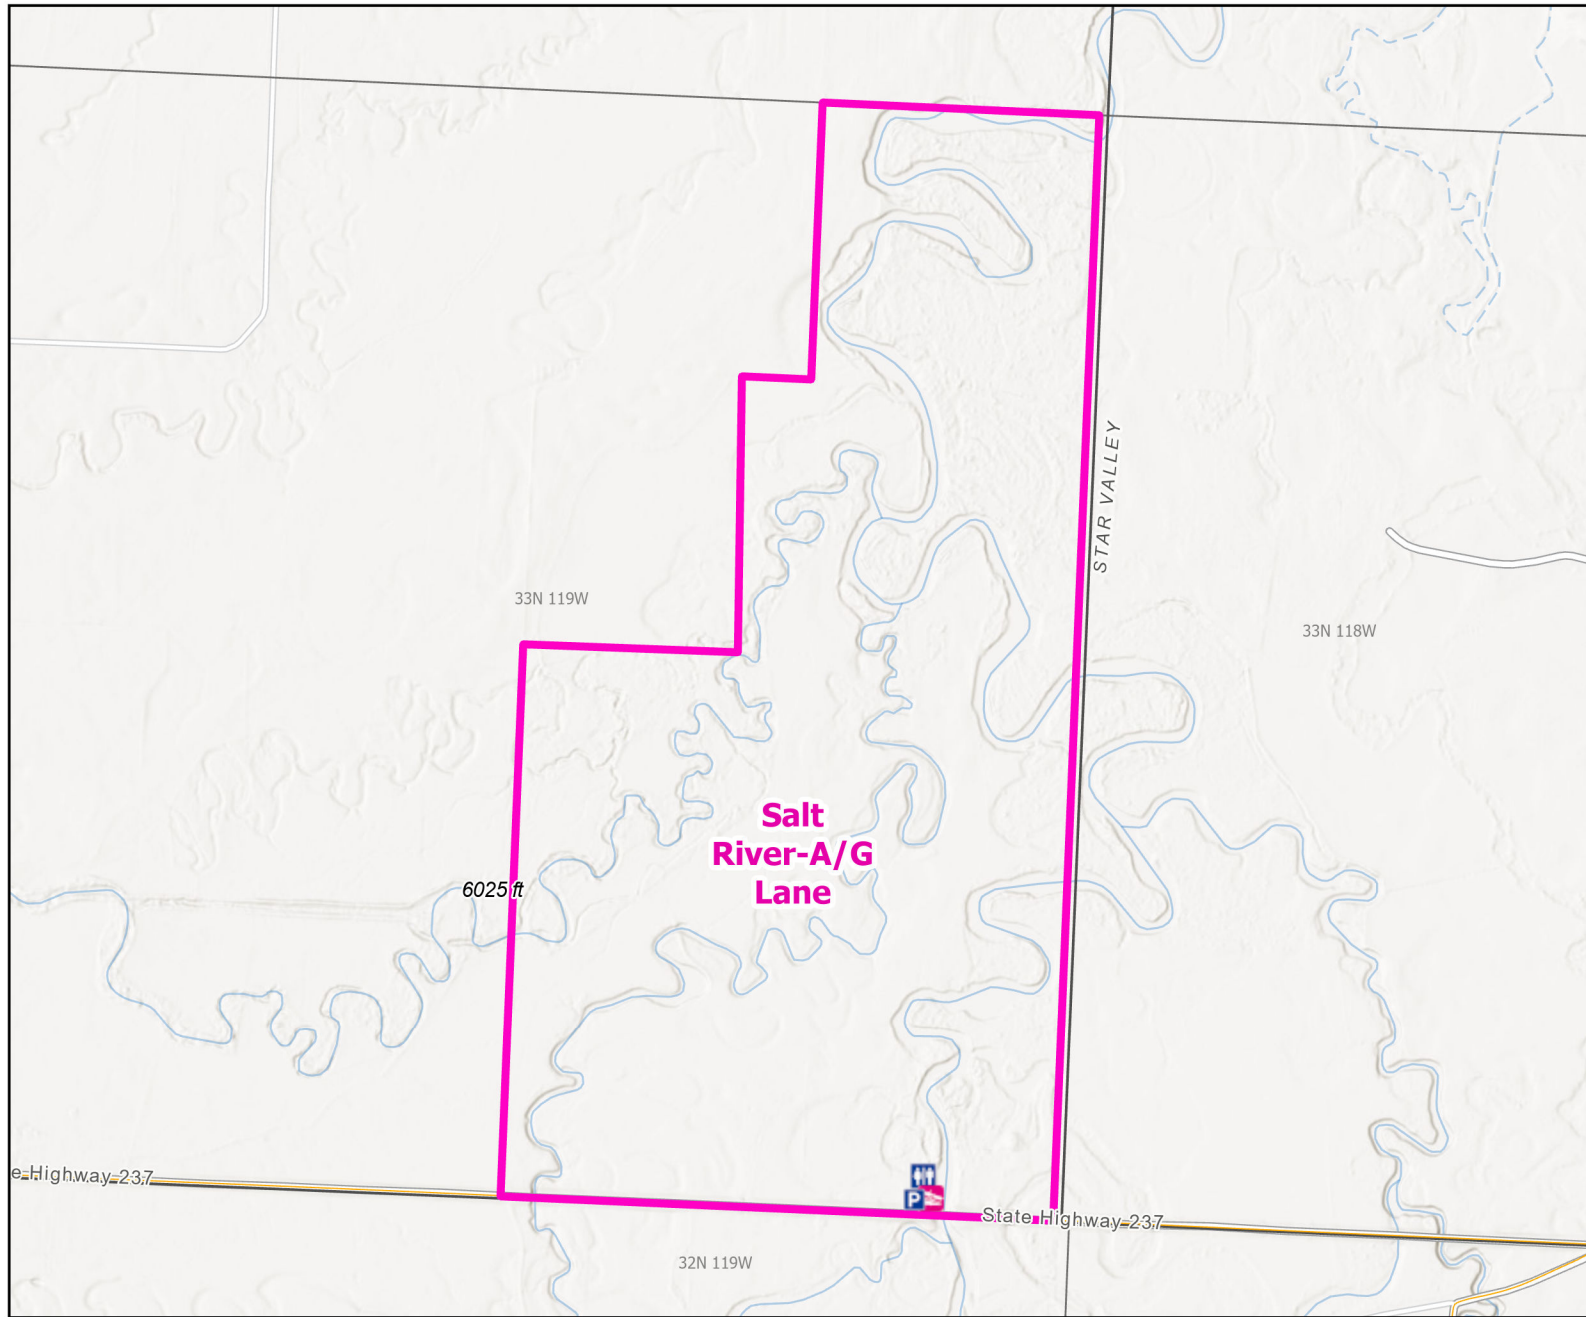 STAR VALLEY
33N 119W
33N 118W
Salt
River-A/G
Lane
6025 ft
e Highway 237
P
State Highway 237
32N 119W